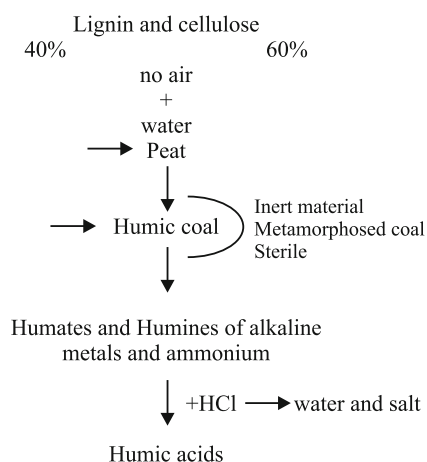 Lignin and cellulose
40% 60%
no air
+
water
Peat
Humic coal
Inert material
Metamorphosed coal
Sterile
Humates and Humines of alkaline
metals and ammonium
+HCl water and salt
Humic acids